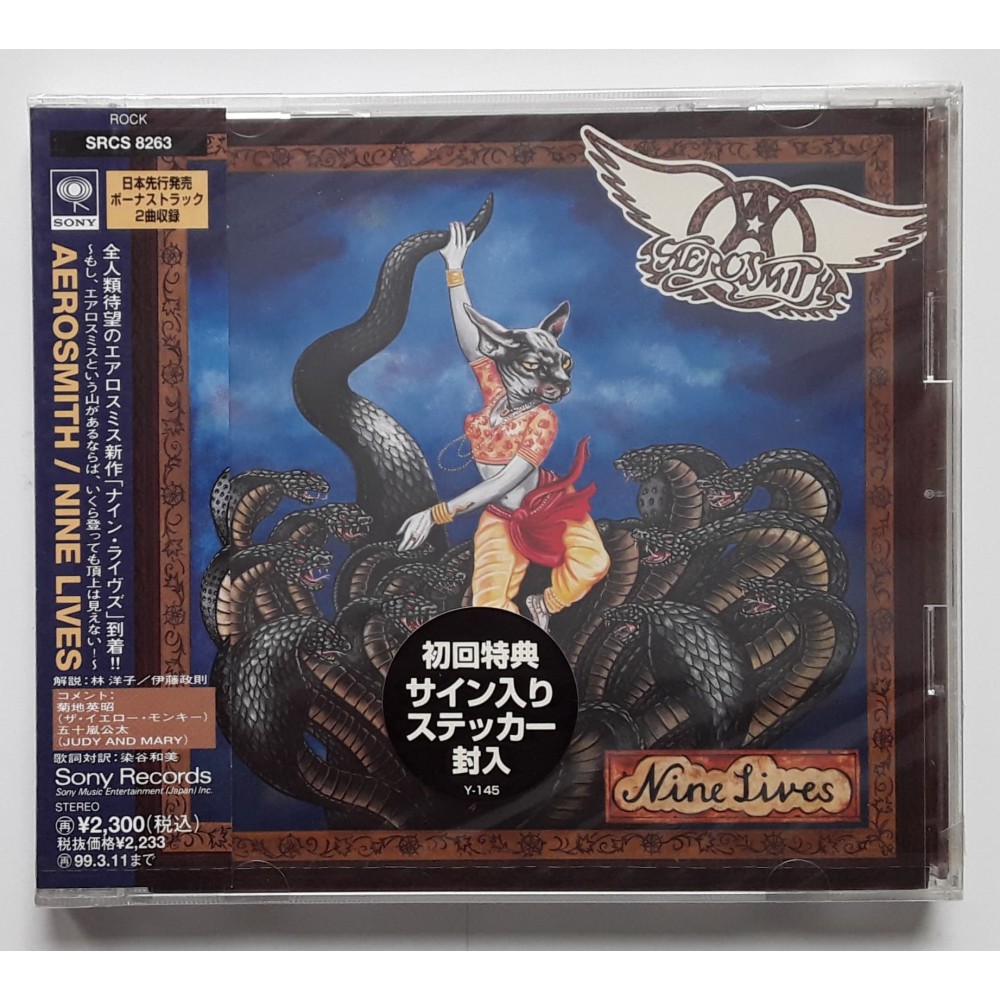 ROCK
SRCS 8263
SONY
日本先行発売
ボーナストラック
2曲収録
全人類待望のエアロスミス新作「ナイン・ライヴズ」到着!!
〜もし、エアロスミスという山があるならば、いくら登っても頂上は見えない!〜
AEROSMITH / NINE LIVES
解説:林 洋子/伊藤政則
コメント:
菊地英昭
(ザ・イエロー・モンキー)
五十嵐公太
(JUDY AND MARY)
歌詞対訳:染谷和美
Sony Records
Sony Music Entertainment (Japan) Inc.
STEREO
再 ¥2,300(税込)
税抜価格¥2,233
再 99.3.11まで
A
AEROSMITH
初回特典
サイン入り
ステッカー
封入
Y-145
Nine Lives